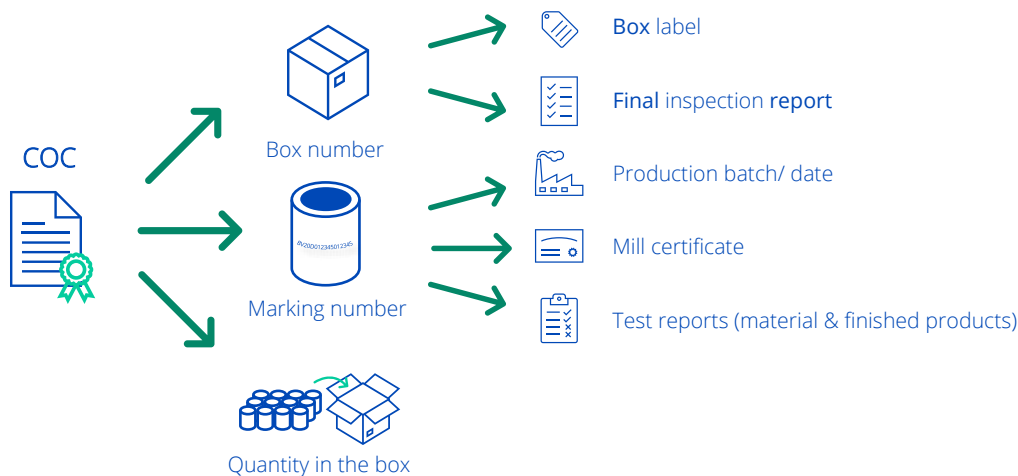 COC
Box number
BV20D012345012345
Marking number
Quantity in the box
Box label
Final inspection report
Production batch/ date
Mill certificate
Test reports (material & finished products)